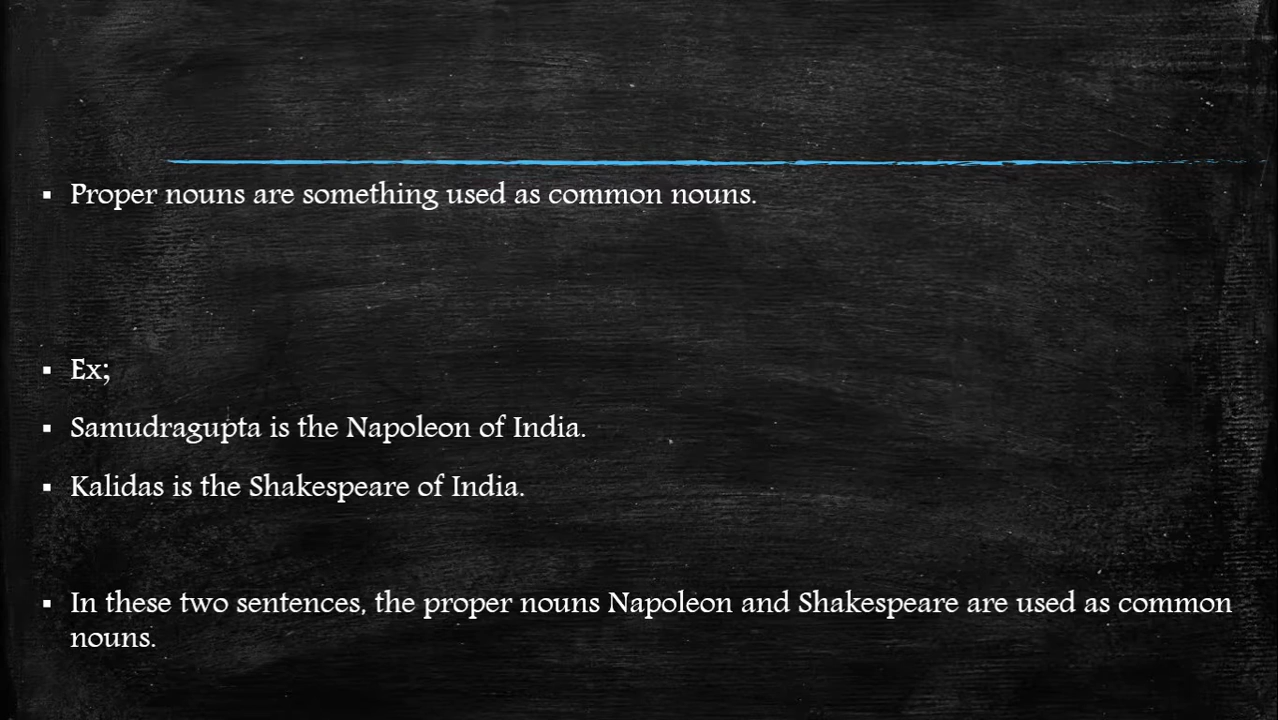 ▪ Proper nouns are something used as common nouns.
▪ Ex;
▪ Samudragupta is the Napoleon of India.
▪ Kalidas is the Shakespeare of India.
▪ In these two sentences, the proper nouns Napoleon and Shakespeare are used as common
nouns.